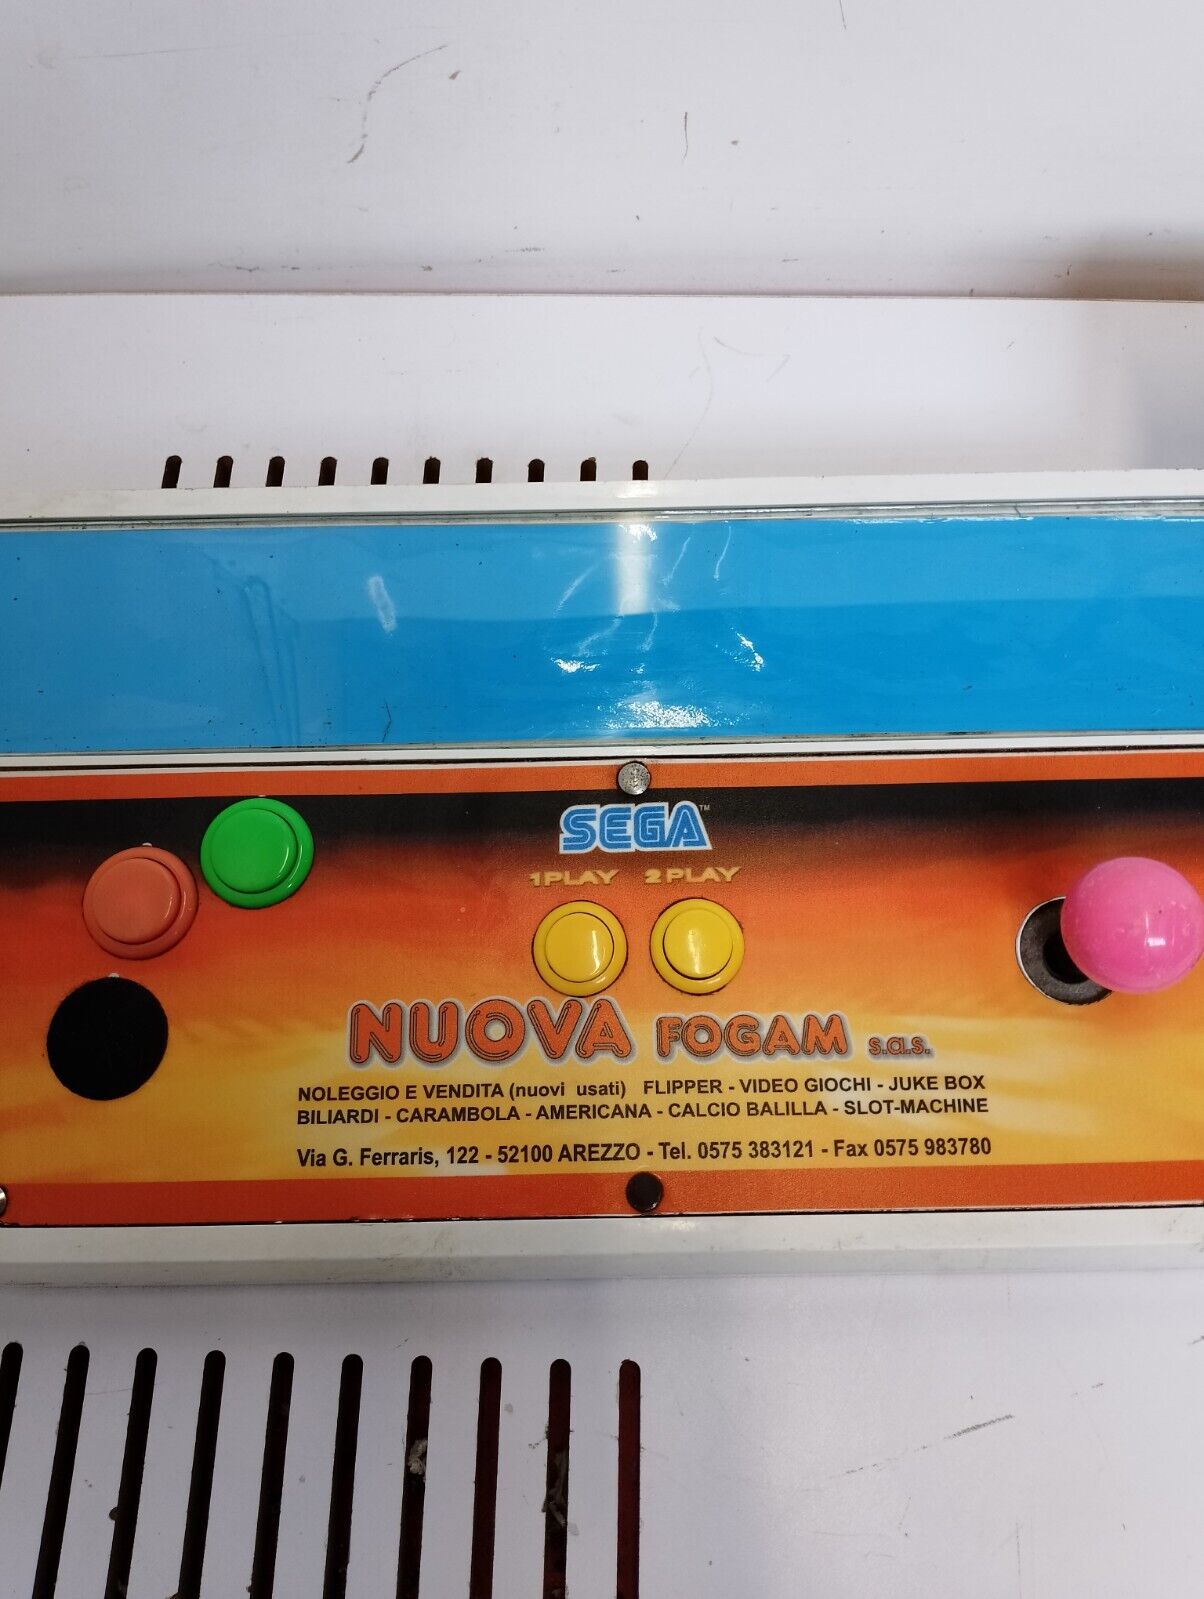 SEGA™
1PLAY 2PLAY
NUOVA FOGAM s.a.s.
NOLEGGIO E VENDITA (nuovi usati) FLIPPER - VIDEO GIOCHI - JUKE BOX
BILIARDI - CARAMBOLA - AMERICANA - CALCIO BALILLA - SLOT-MACHINE
Via G. Ferraris, 122 - 52100 AREZZO - Tel. 0575 383121 - Fax 0575 983780